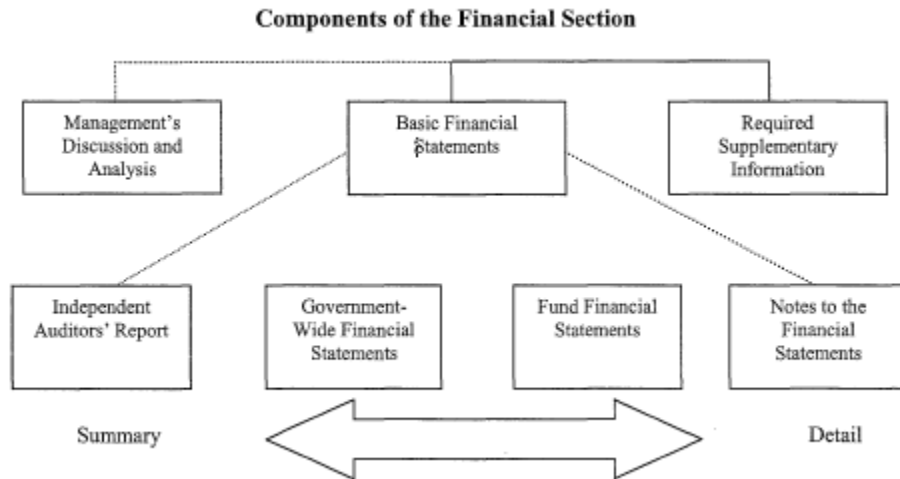 Components of the Financial Section
Management's
Discussion and
Analysis
Basic Financial
Statements
Required
Supplementary
Information
Independent
Auditors' Report
Government-
Wide Financial
Statements
Fund Financial
Statements
Notes to the
Financial
Statements
Summary
Detail